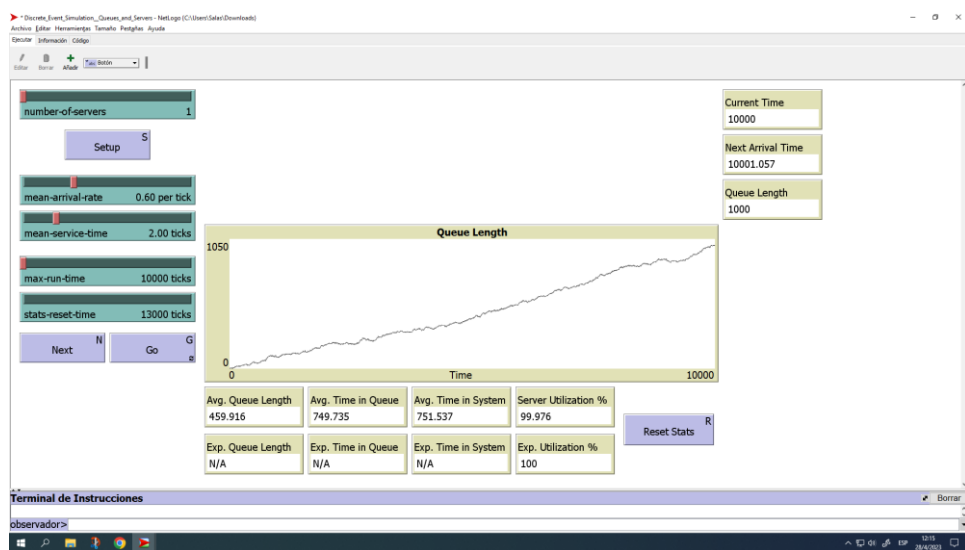 *Discrete_Event_Simulation__Queues_and_Servers - NetLogo {C:\Users\Salas\Downloads}
Archivo Editar Herramientas Tamaño Pestañas Ayuda
Ejecutar Información Código
Editar Borrar Añadir Botón
number-of-servers 1
Setup S
mean-arrival-rate 0.60 per tick
mean-service-time 2.00 ticks
max-run-time 10000 ticks
stats-reset-time 13000 ticks
Next N
Go G
Current Time
10000
Next Arrival Time
10001.057
Queue Length
1000
Queue Length
1050
0
0 Time 10000
Avg. Queue Length Avg. Time in Queue Avg. Time in System Server Utilization %
459.916 749.735 751.537 99.976
Exp. Queue Length Exp. Time in Queue Exp. Time in System Exp. Utilization %
N/A N/A N/A 100
Reset Stats R
Terminal de Instrucciones Borrar
observador>
ESP 12:15
28/4/2023